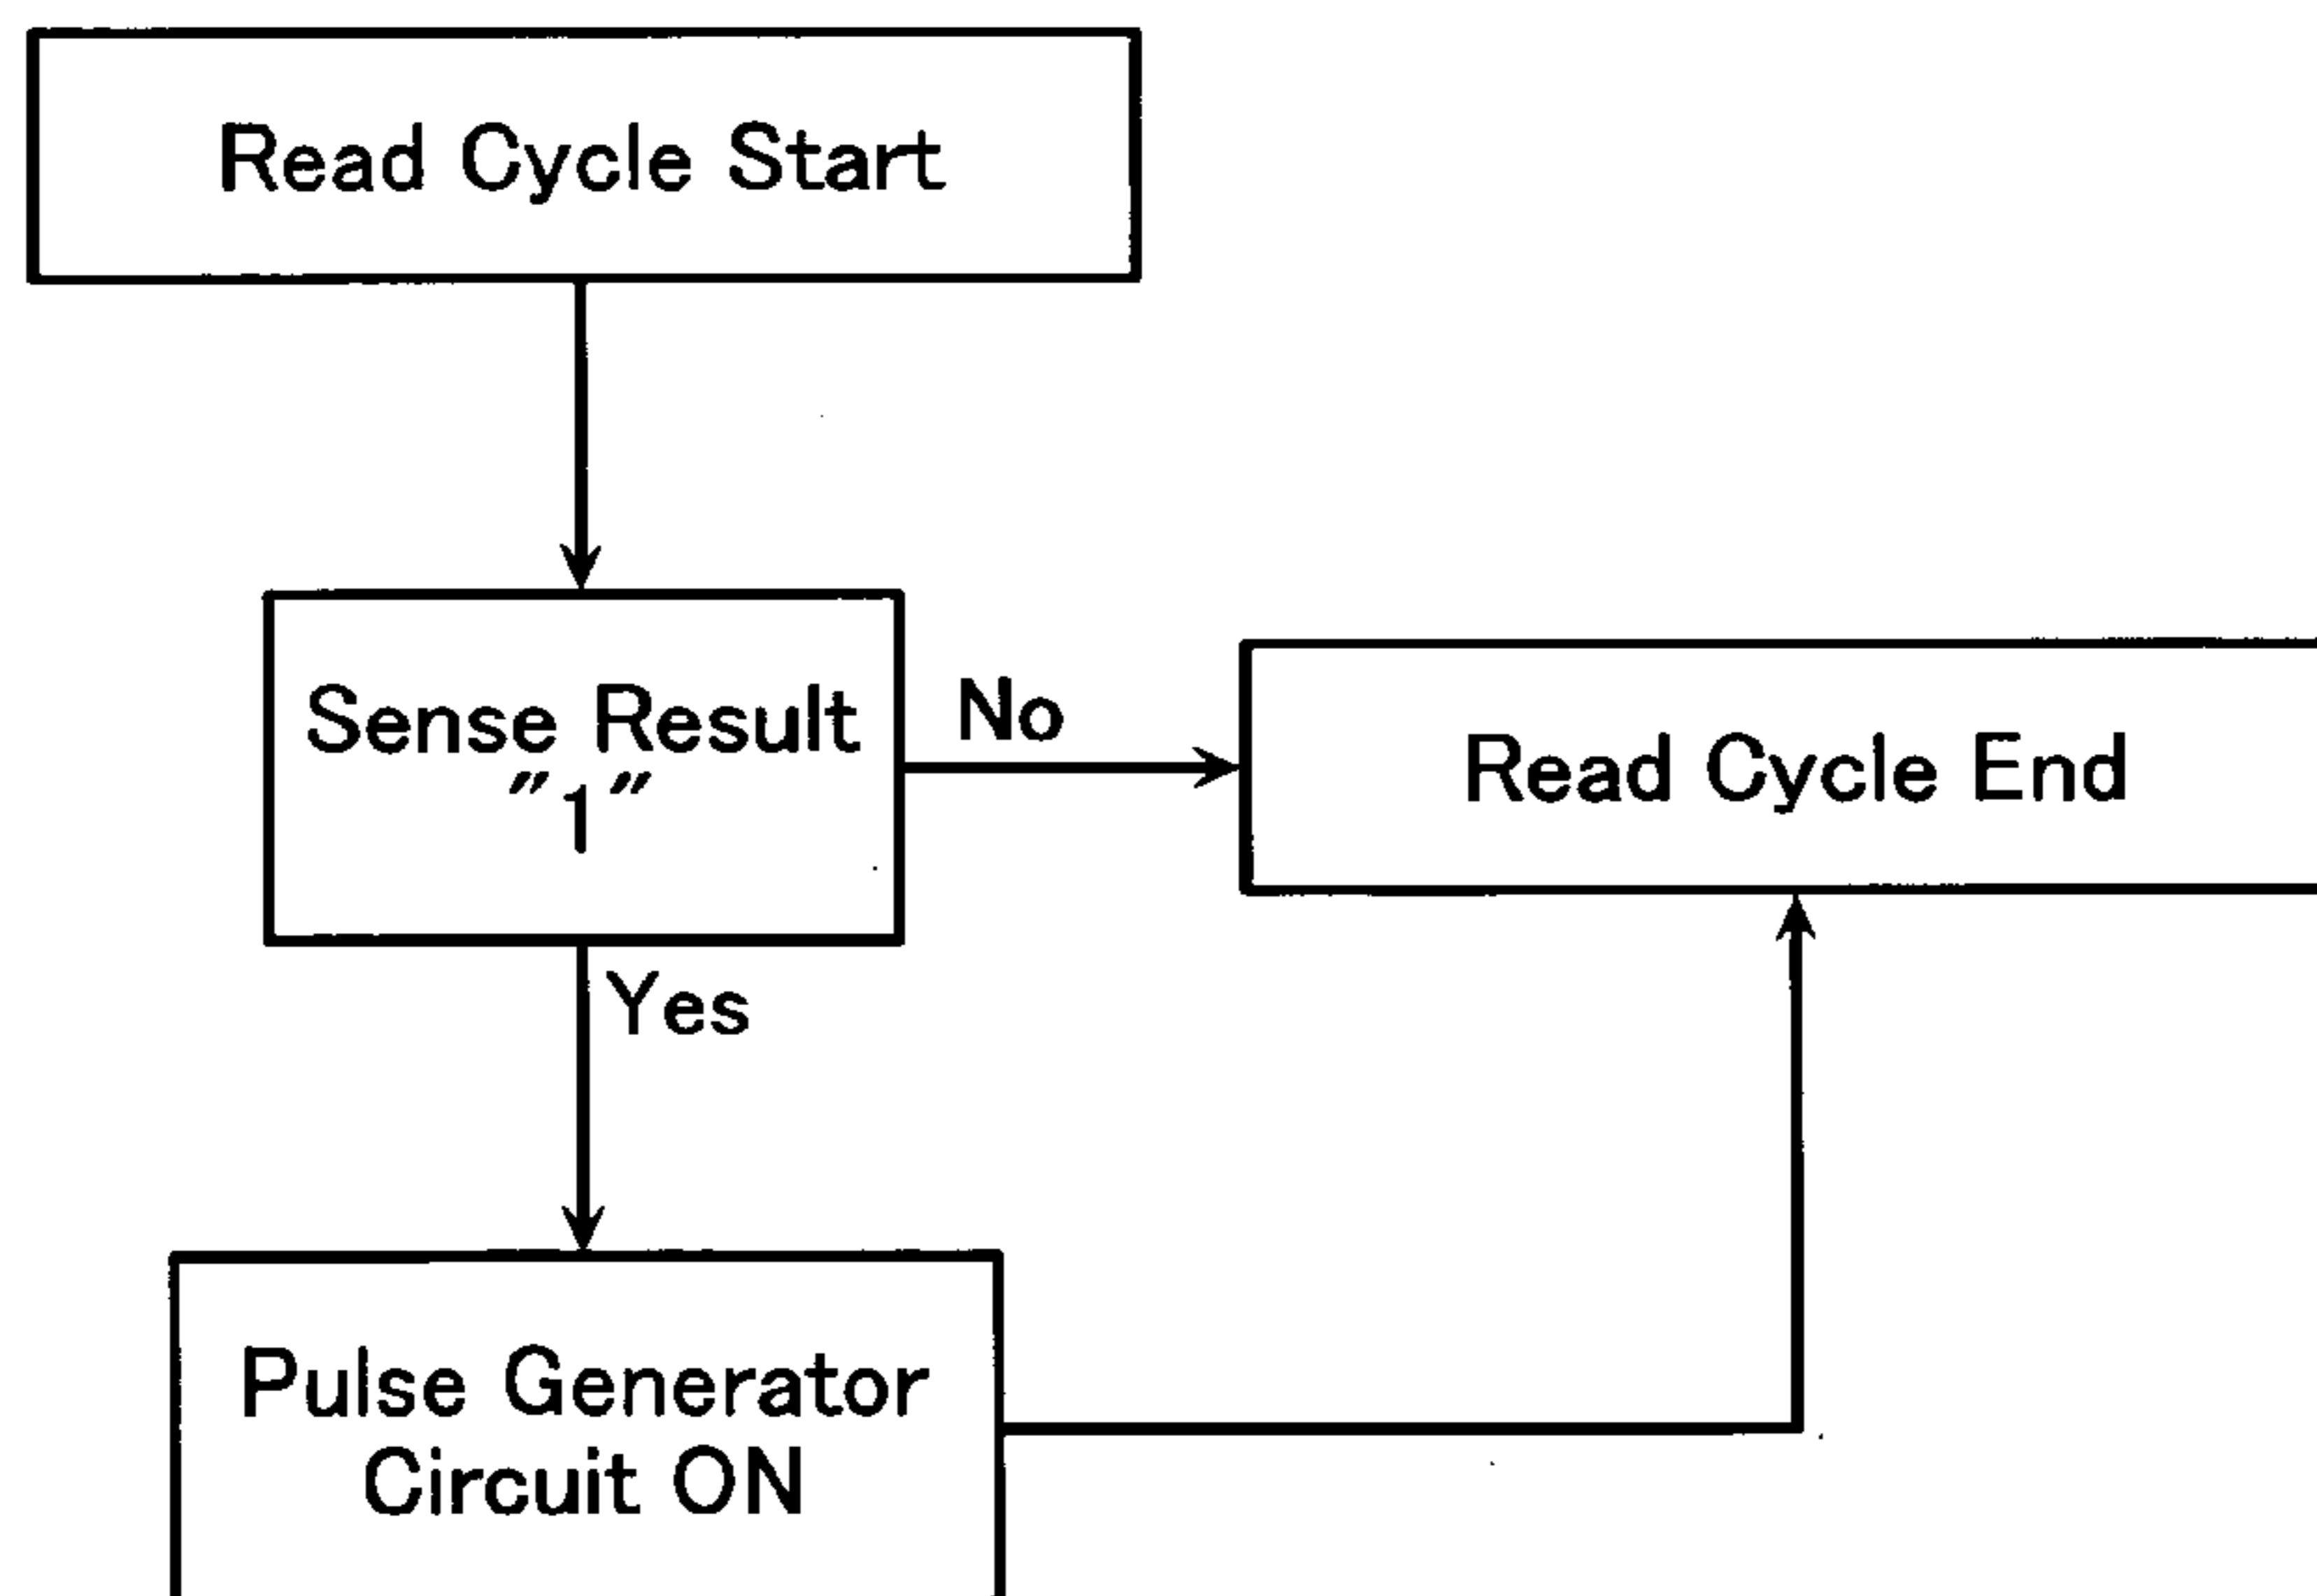 Read Cycle Start
Sense Result
"1"
No
Read Cycle End
Yes
Pulse Generator
Circuit ON